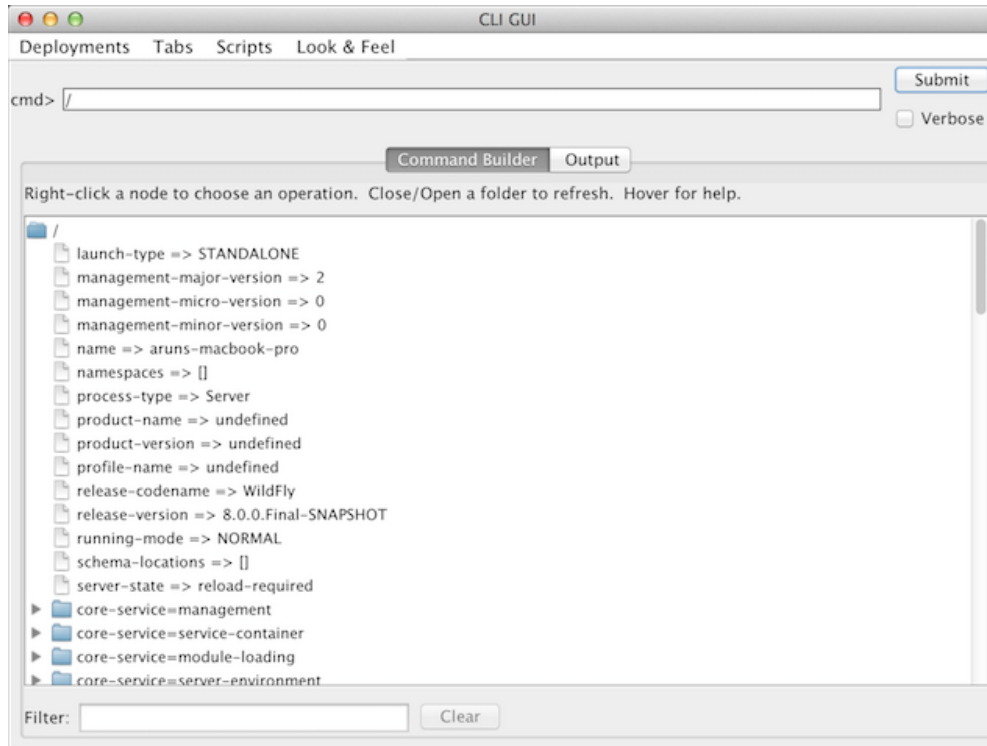 CLI GUI
Deployments Tabs Scripts Look & Feel
cmd> /
Submit
Verbose
Command Builder Output
Right-click a node to choose an operation. Close/Open a folder to refresh. Hover for help.
/
launch-type => STANDALONE
management-major-version => 2
management-micro-version => 0
management-minor-version => 0
name => aruns-macbook-pro
namespaces => []
process-type => Server
product-name => undefined
product-version => undefined
profile-name => undefined
release-codename => WildFly
release-version => 8.0.0.Final-SNAPSHOT
running-mode => NORMAL
schema-locations => []
server-state => reload-required
core-service=management
core-service=service-container
core-service=module-loading
core-service=server-environment
Filter: Clear